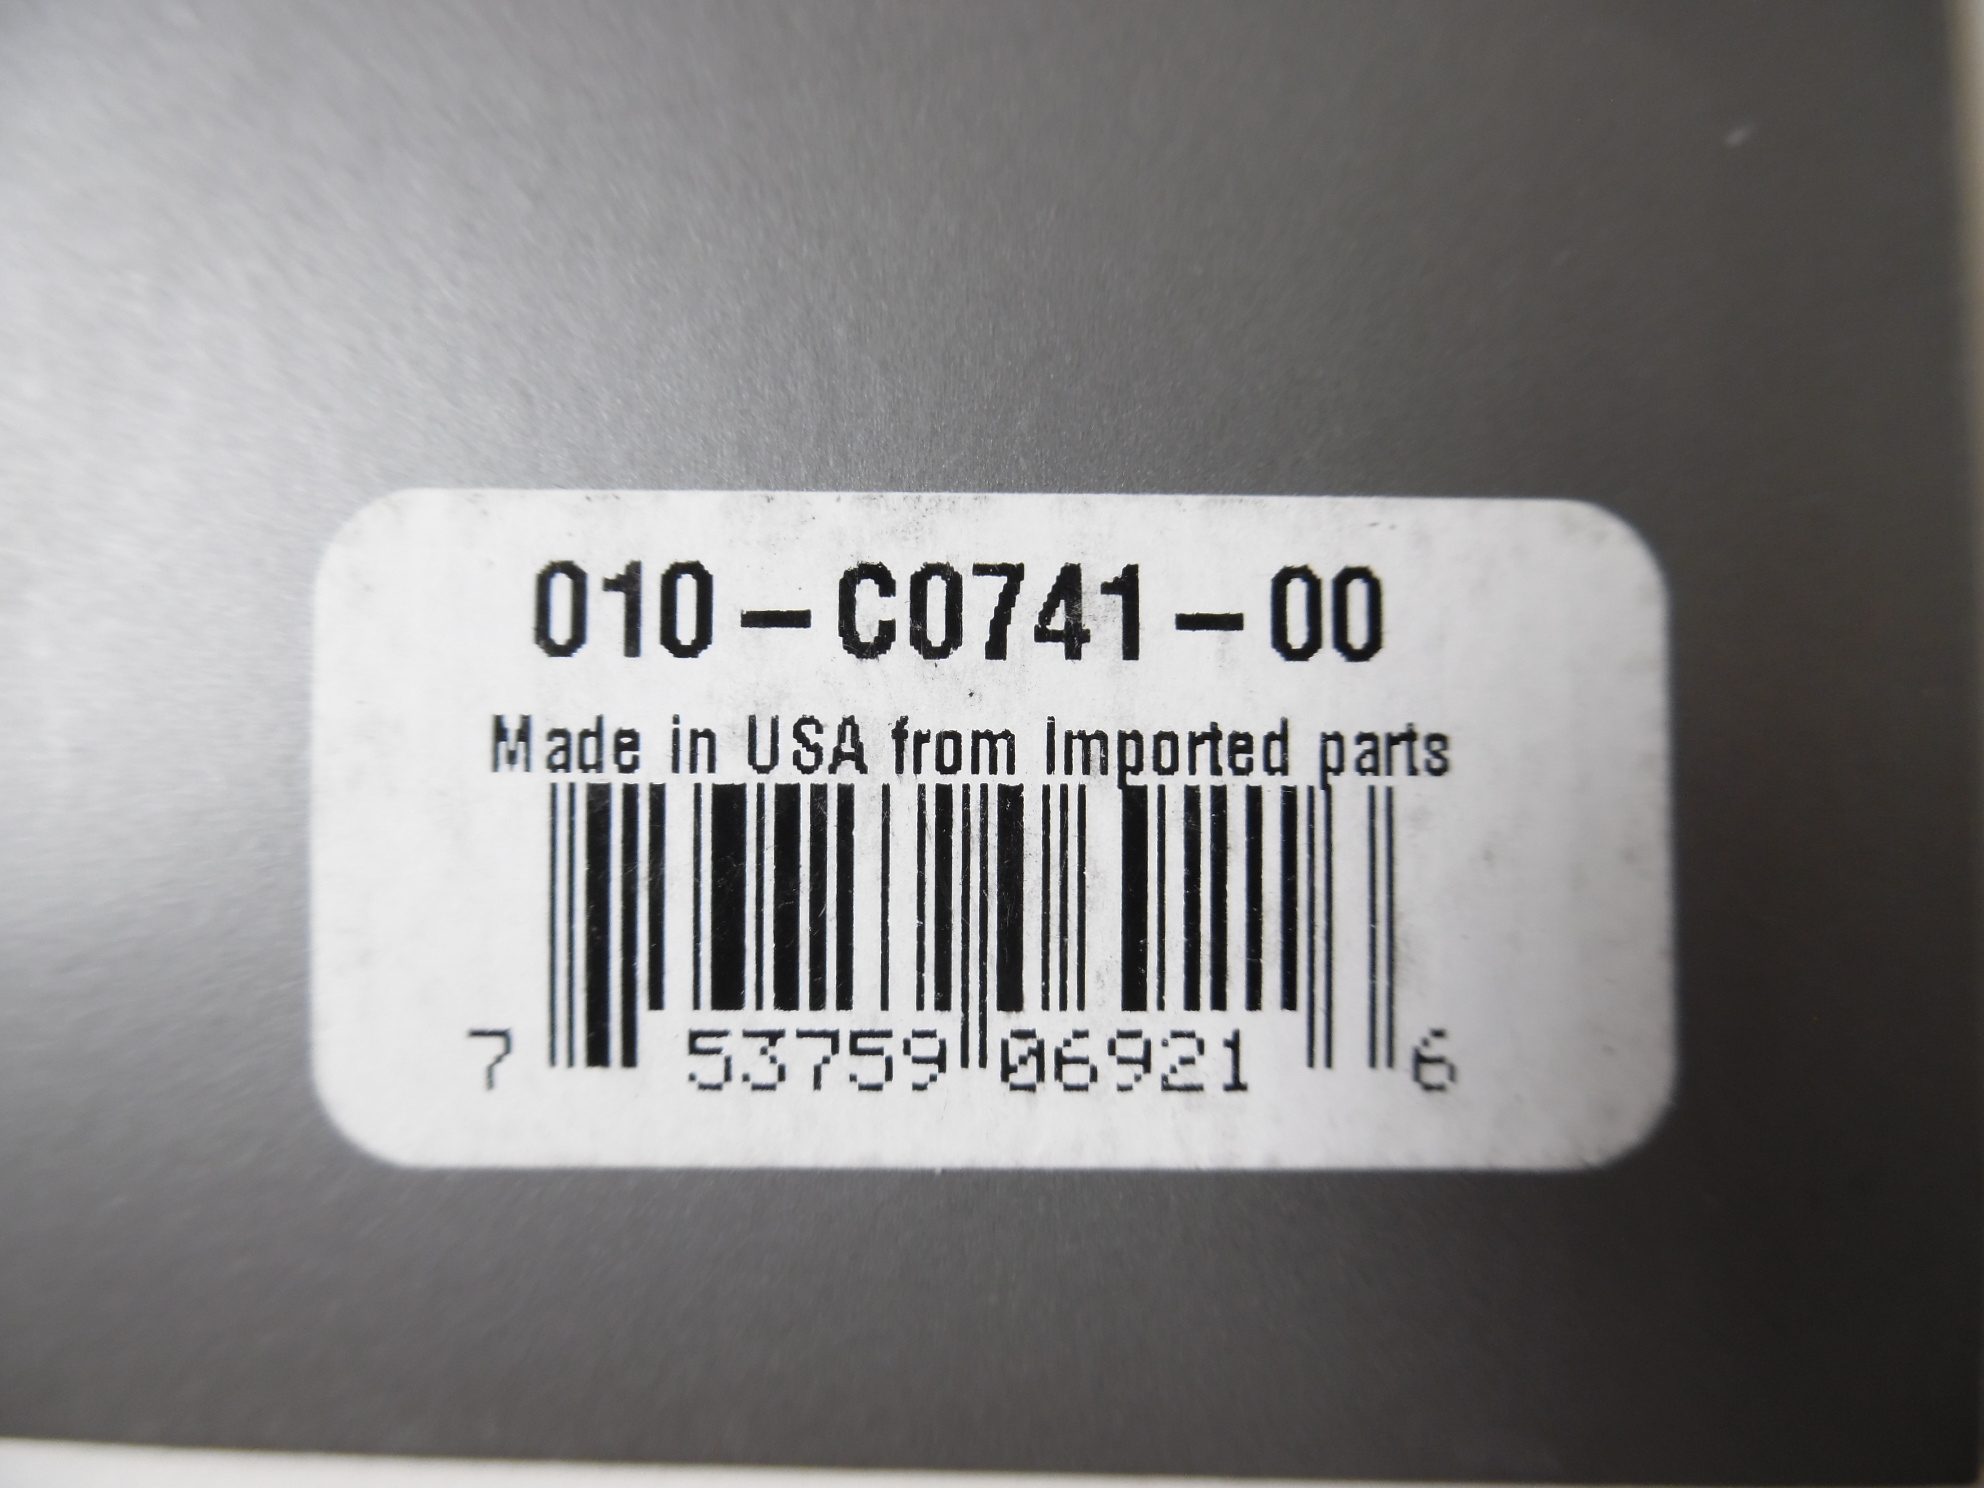 010-C0741-00
Made in USA from Imported parts
7 53759 06921 6